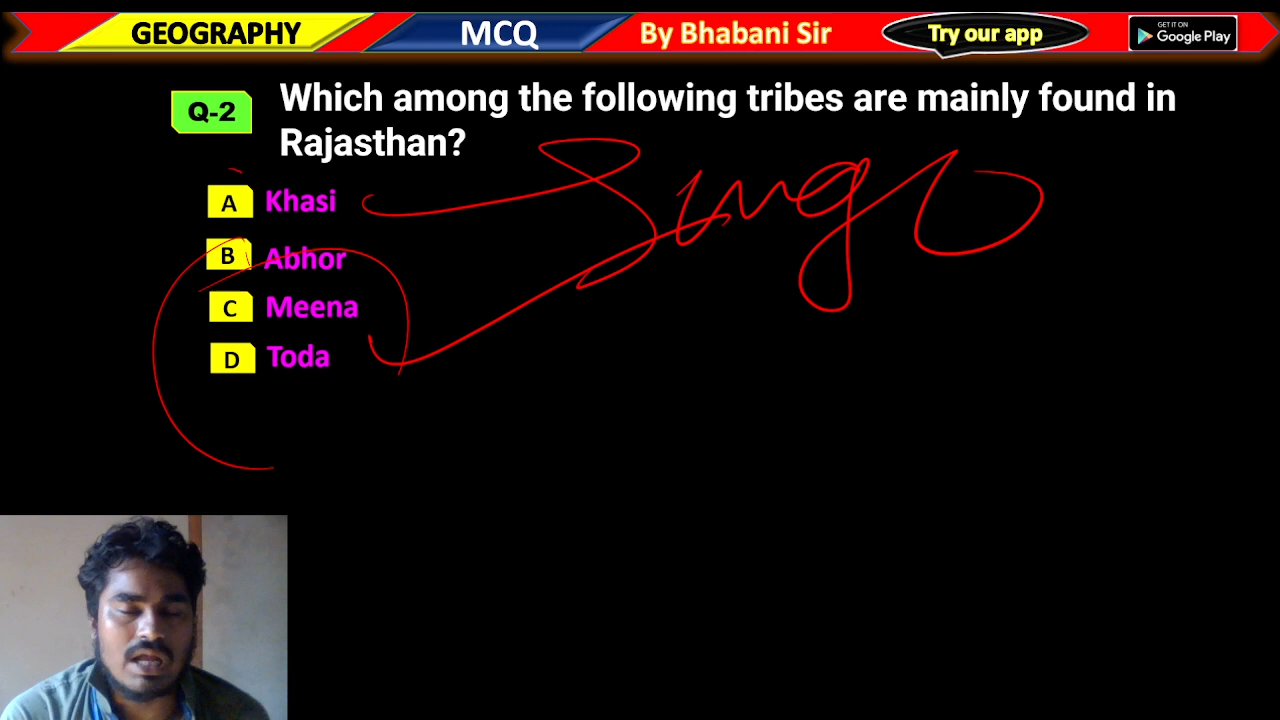 GEOGRAPHY MCQ By Bhabani Sir Try our app GET IT ON Google Play
Q-2 Which among the following tribes are mainly found in
Rajasthan?
A Khasi
B Abhor
C Meena
D Toda